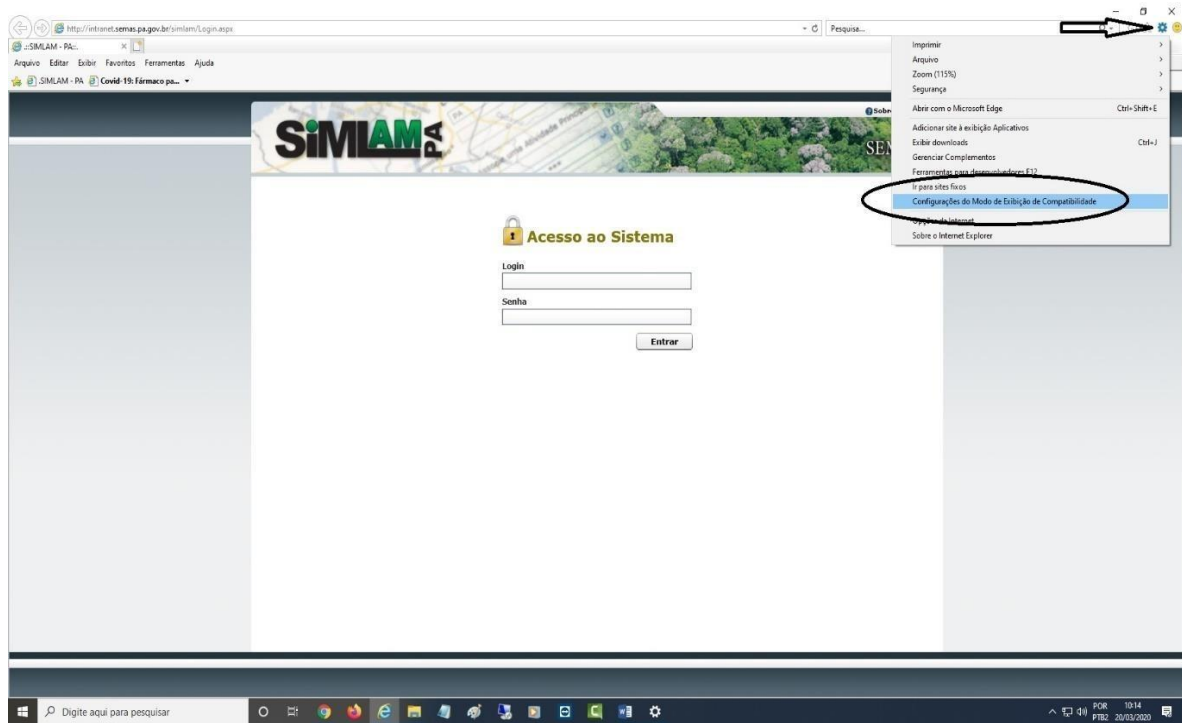 http://intranet.semas.pa.gov.br/simlam/Login.aspx
Pesquisa...
.::SIMLAM - PA::.
Arquivo Editar Exibir Favoritos Ferramentas Ajuda
.SIMLAM - PA Covid-19: Fármaco pa...
Imprimir
Arquivo
Zoom (115%)
Segurança
Abrir com o Microsoft Edge Ctrl+Shift+E
Adicionar site à exibição Aplicativos
Exibir downloads Ctrl+J
Gerenciar Complementos
Ferramentas para desenvolvedores F12
Ir para sites fixos
Configurações do Modo de Exibição de Compatibilidade
Opções da Internet
Sobre o Internet Explorer
SiMLAM PA
Atividade Principal
Sobre
SEM
Acesso ao Sistema
Login
Senha
Entrar
Digite aqui para pesquisar
POR 10:14
PTB2 20/03/2020